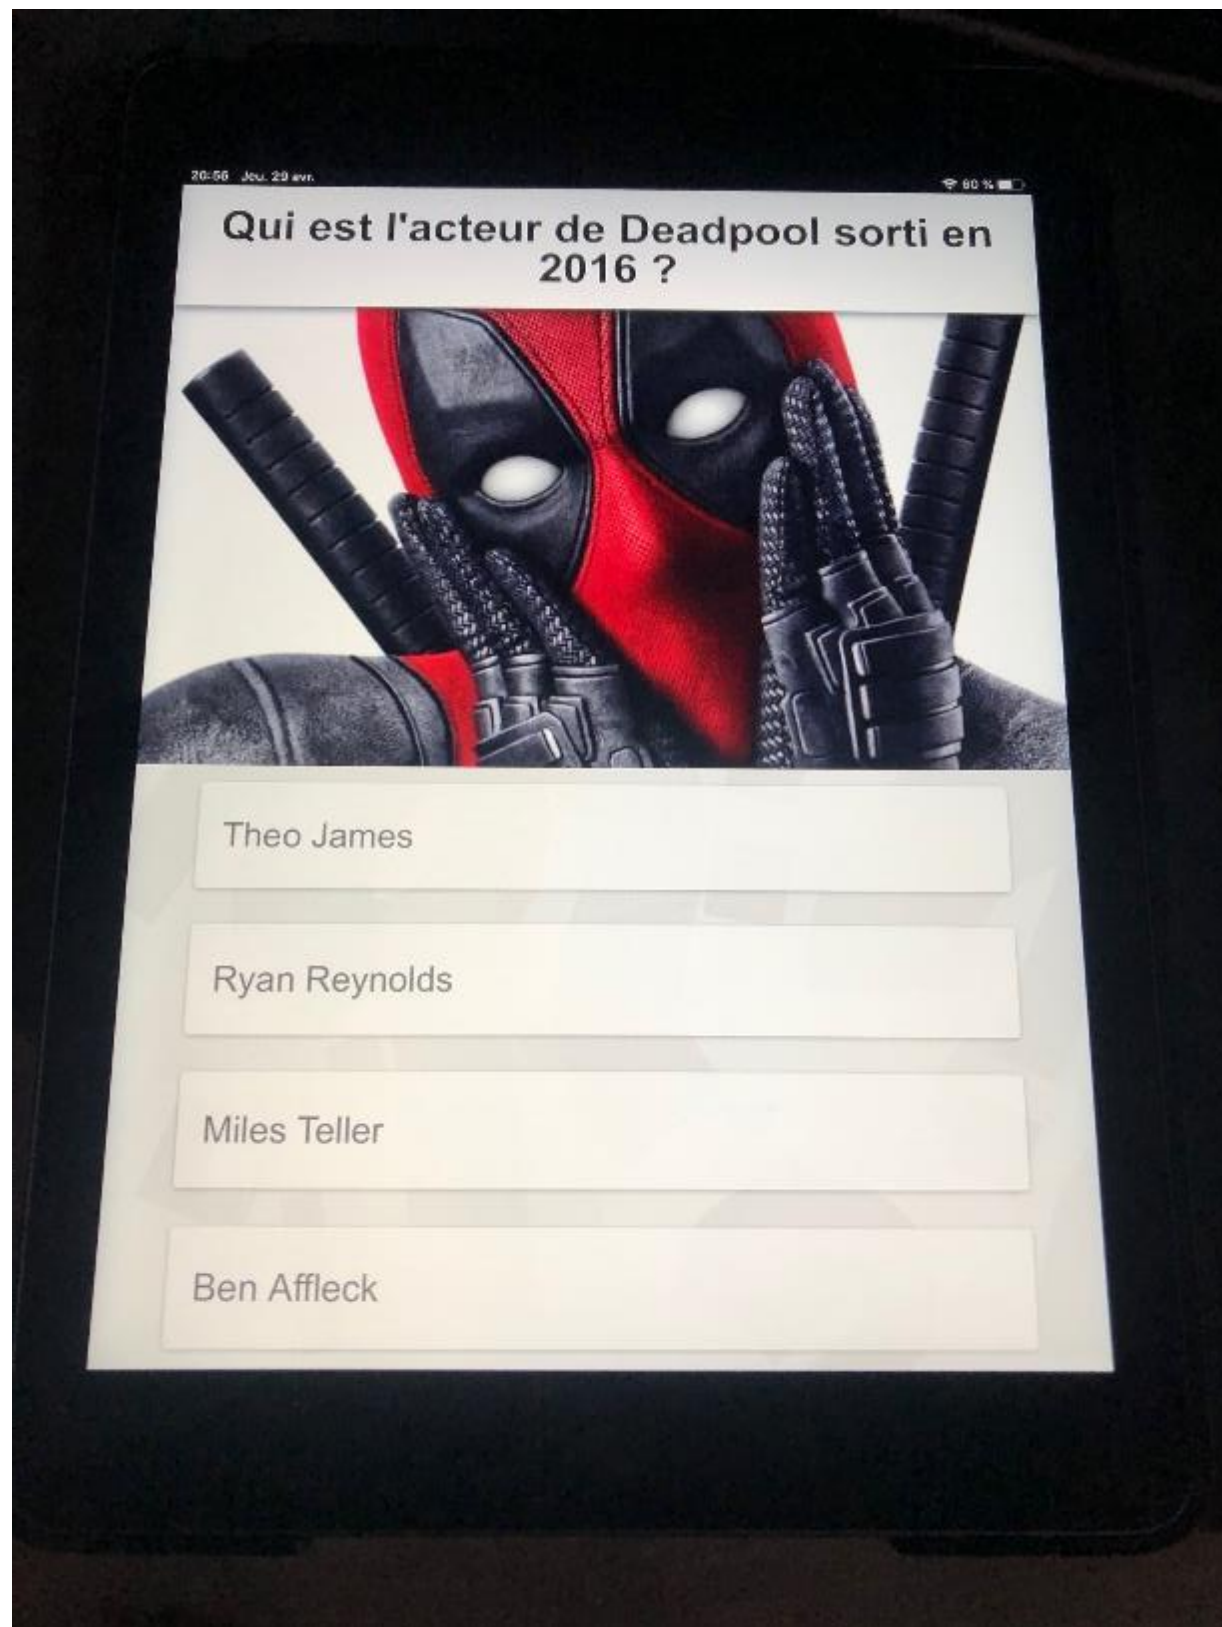 20:56 Jeu. 29 avr. 60 %
Qui est l'acteur de Deadpool sorti en
2016 ?
Theo James
Ryan Reynolds
Miles Teller
Ben Affleck